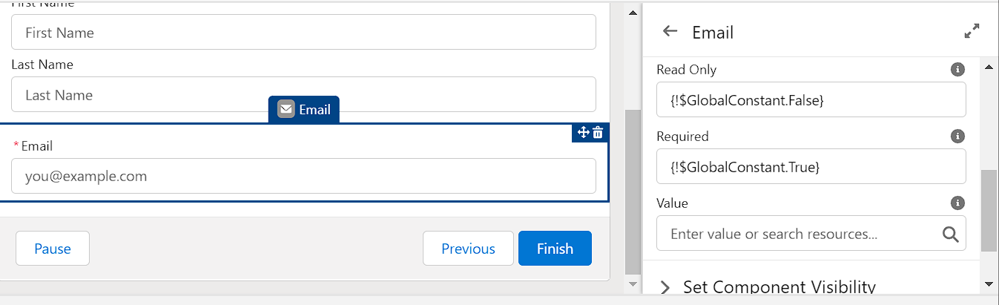 First Name
First Name
Last Name
Last Name
Email
*Email
you@example.com
Pause
Previous
Finish
Email
Read Only
{!$GlobalConstant.False}
Required
{!$GlobalConstant.True}
Value
Enter value or search resources...
Set Component Visibility